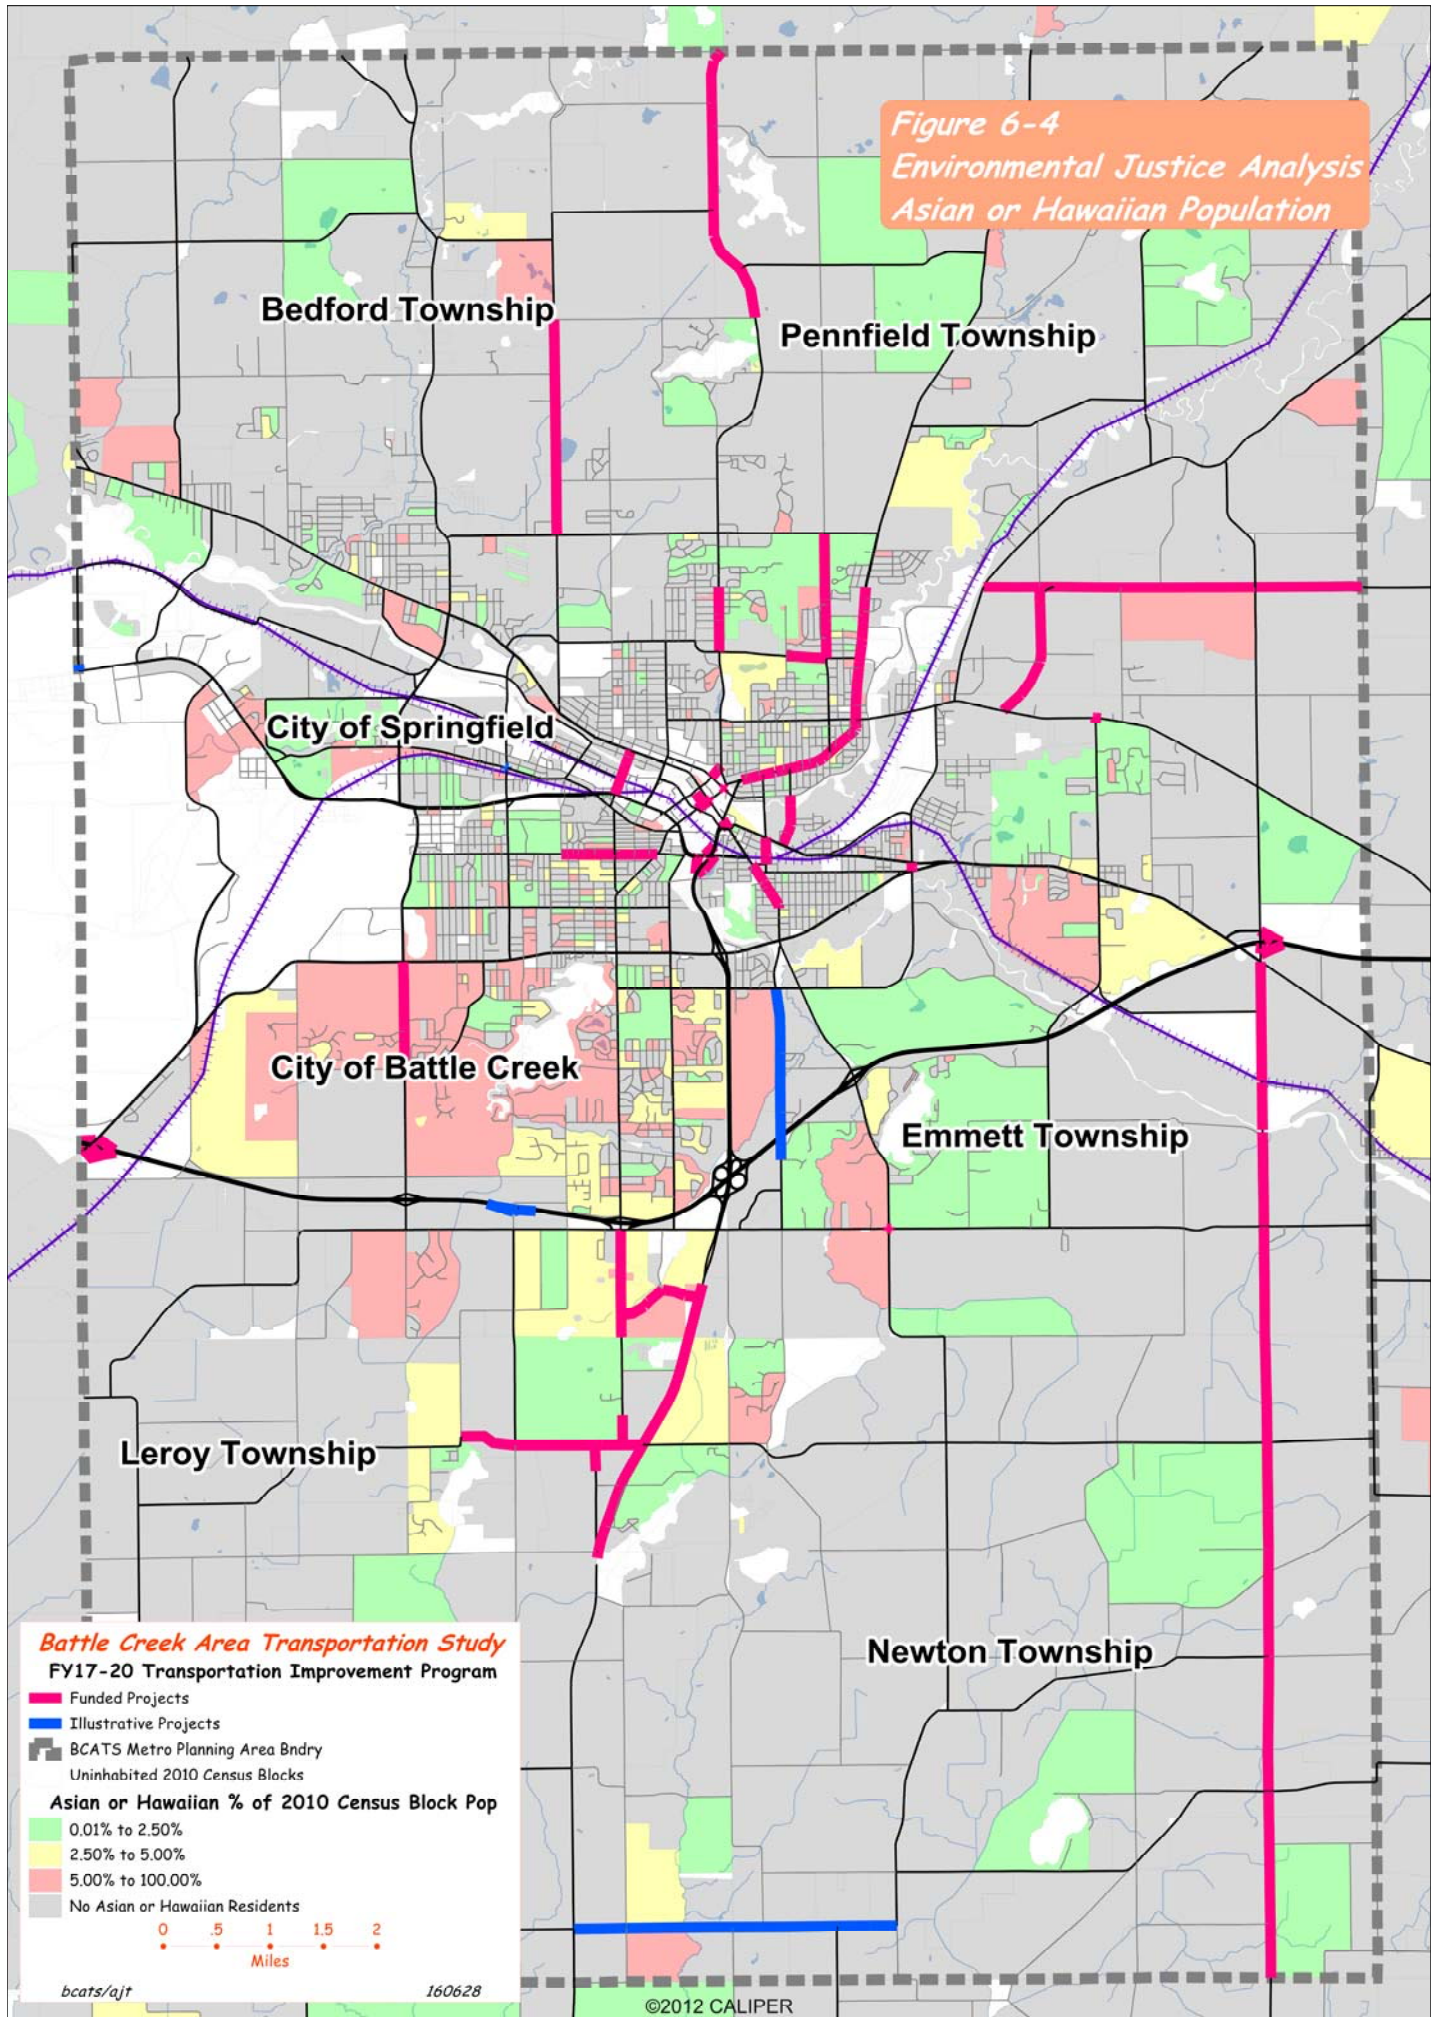 Figure 6-4
Environmental Justice Analysis
Asian or Hawaiian Population
Bedford Township
Pennfield Township
City of Springfield
City of Battle Creek
Emmett Township
Leroy Township
Newton Township
Battle Creek Area Transportation Study
FY17-20 Transportation Improvement Program
Funded Projects
Illustrative Projects
BCATS Metro Planning Area Bndry
Uninhabited 2010 Census Blocks
Asian or Hawaiian % of 2010 Census Block Pop
0.01% to 2.50%
2.50% to 5.00%
5.00% to 100.00%
No Asian or Hawaiian Residents
0 .5 1 1.5 2
Miles
bcats/ajt 160628
©2012 CALIPER